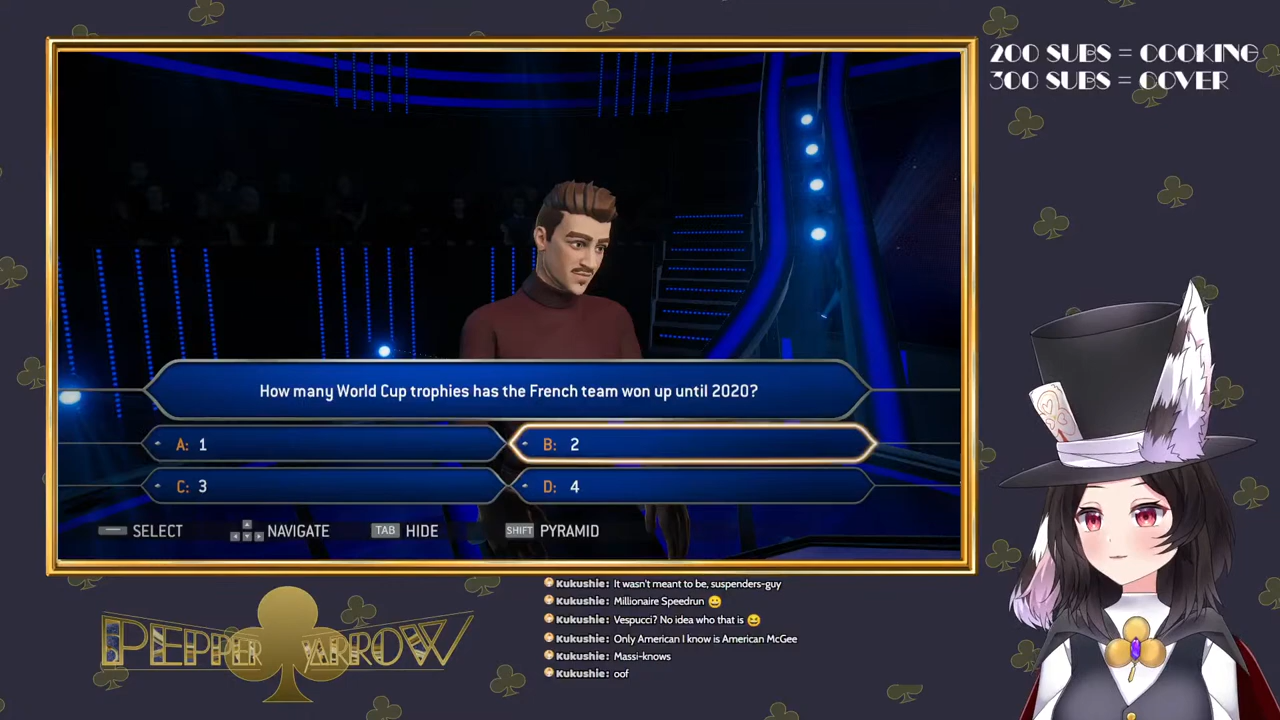 200 SUBS = COOKING
300 SUBS = COVER
How many World Cup trophies has the French team won up until 2020?
A: 1
B: 2
C: 3
D: 4
SELECT
NAVIGATE
TAB HIDE
SHIFT PYRAMID
Kukushie: It wasn't meant to be, suspenders-guy
Kukushie: Millionaire Speedrun 😀
Kukushie: Vespucci? No idea who that is 😆
Kukushie: Only American I know is American McGee
Kukushie: Massi-knows
Kukushie: oof
PEPPER ARROW